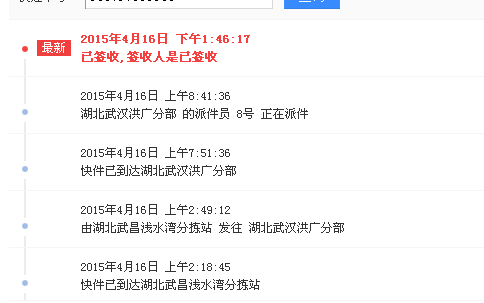 2015年4月16日 下午1:46:17
最新
已签收,签收人是已签收
2015年4月16日 上午8:41:36
湖北武汉洪广分部 的派件员 8号 正在派件
2015年4月16日 上午7:51:36
快件已到达湖北武汉洪广分部
2015年4月16日 上午2:49:12
由湖北武昌浅水湾分拣站 发往 湖北武汉洪广分部
2015年4月16日 上午2:18:45
快件已到达湖北武昌浅水湾分拣站